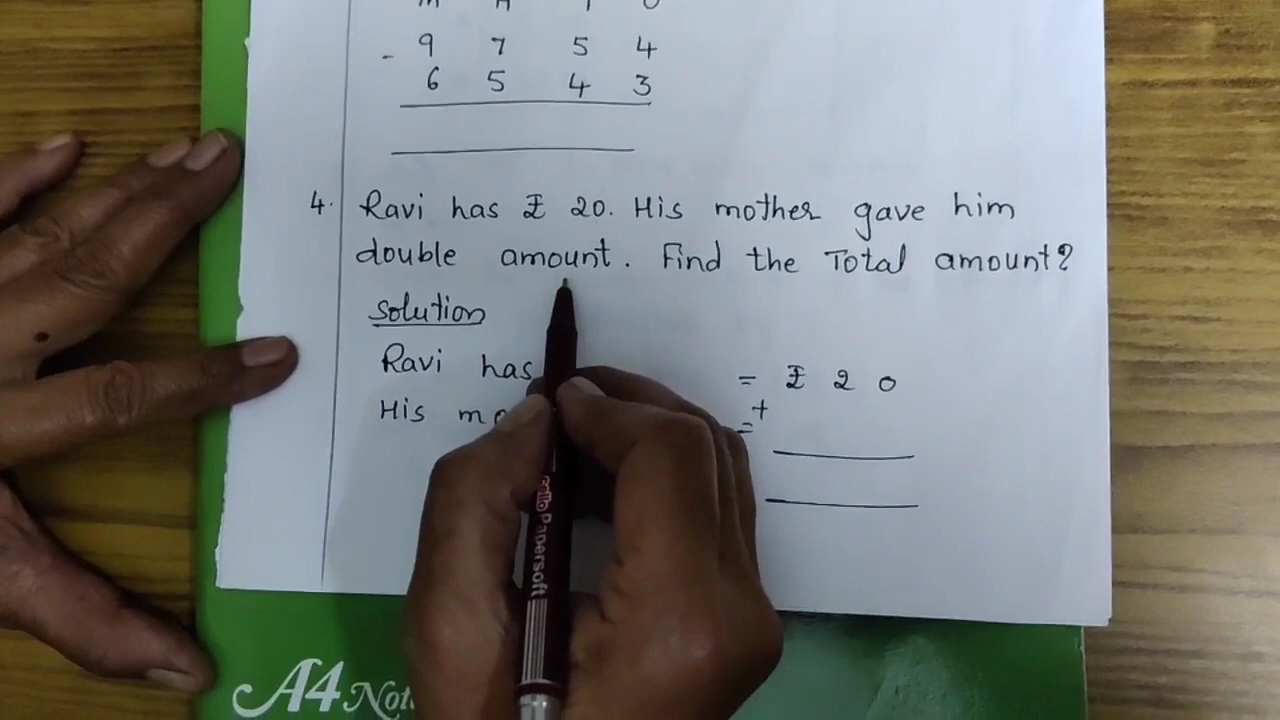 - 9 7 5 4
6 5 4 3
4. Ravi has ₹ 20. His mother gave him
double amount. Find the Total amount?
Solution
Ravi has = ₹ 2 0
His +
=
cello Papersoft
A4